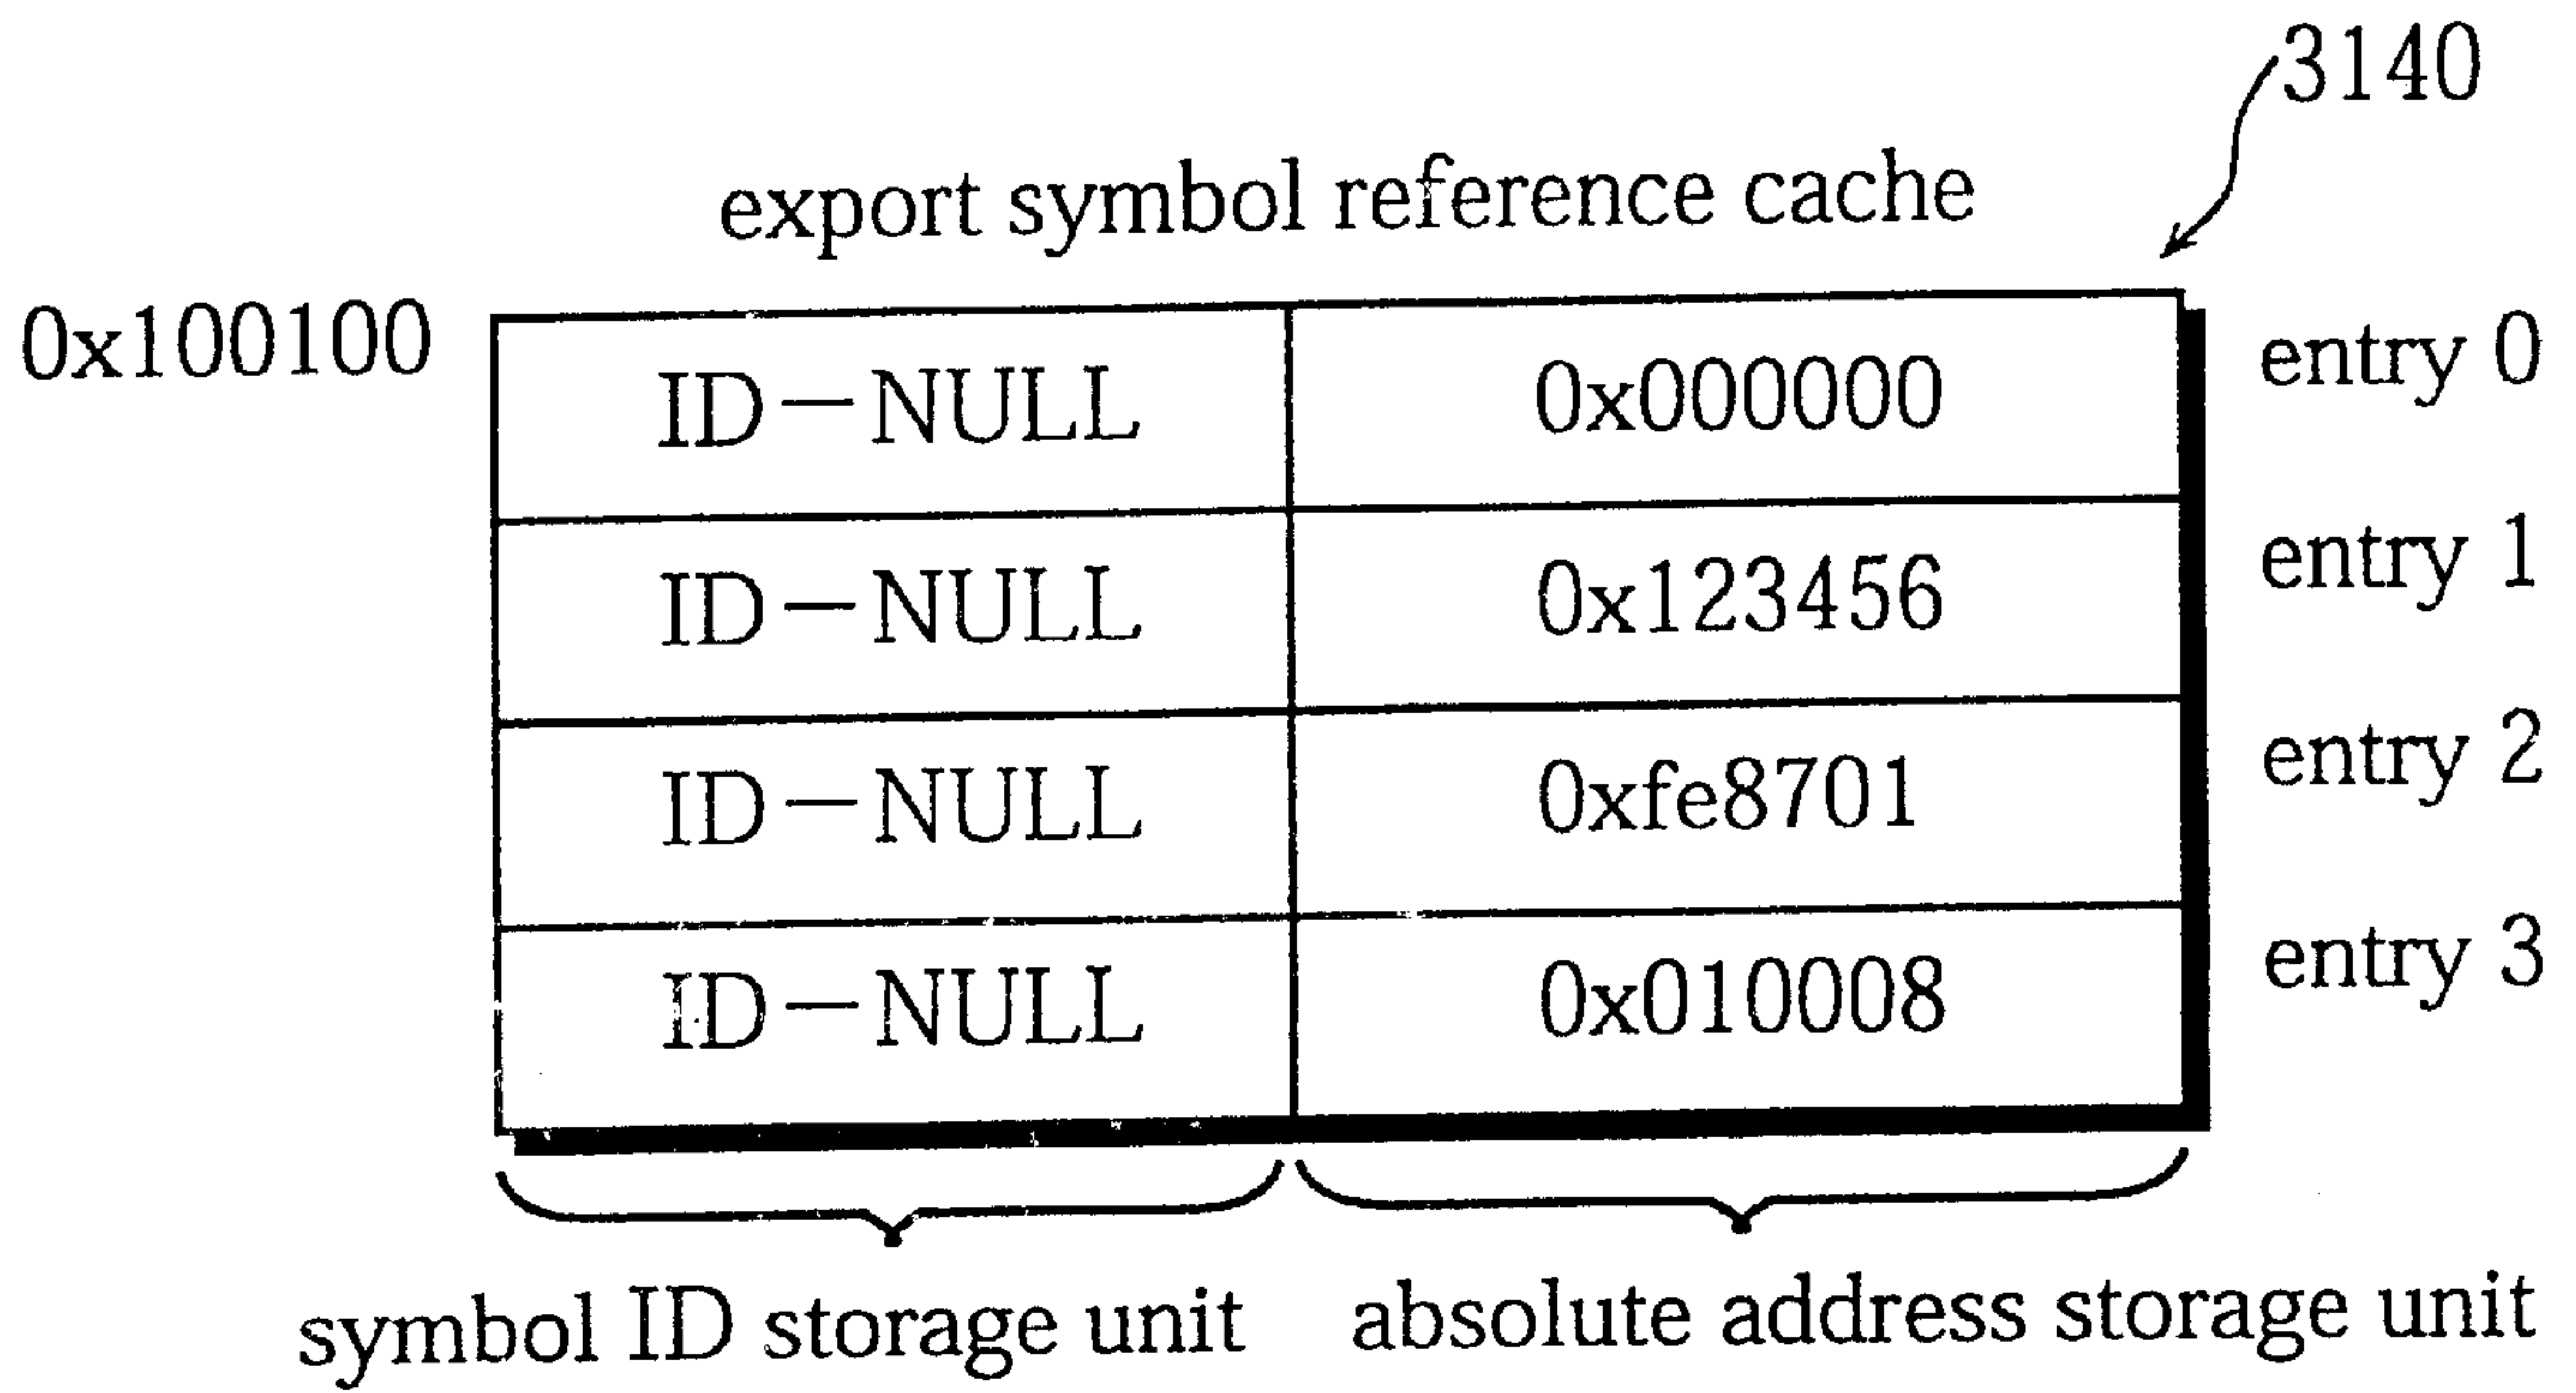 3140
export symbol reference cache
0x100100 ID－NULL 0x000000 entry 0
ID－NULL 0x123456 entry 1
ID－NULL 0xfe8701 entry 2
ID－NULL 0x010008 entry 3
symbol ID storage unit absolute address storage unit